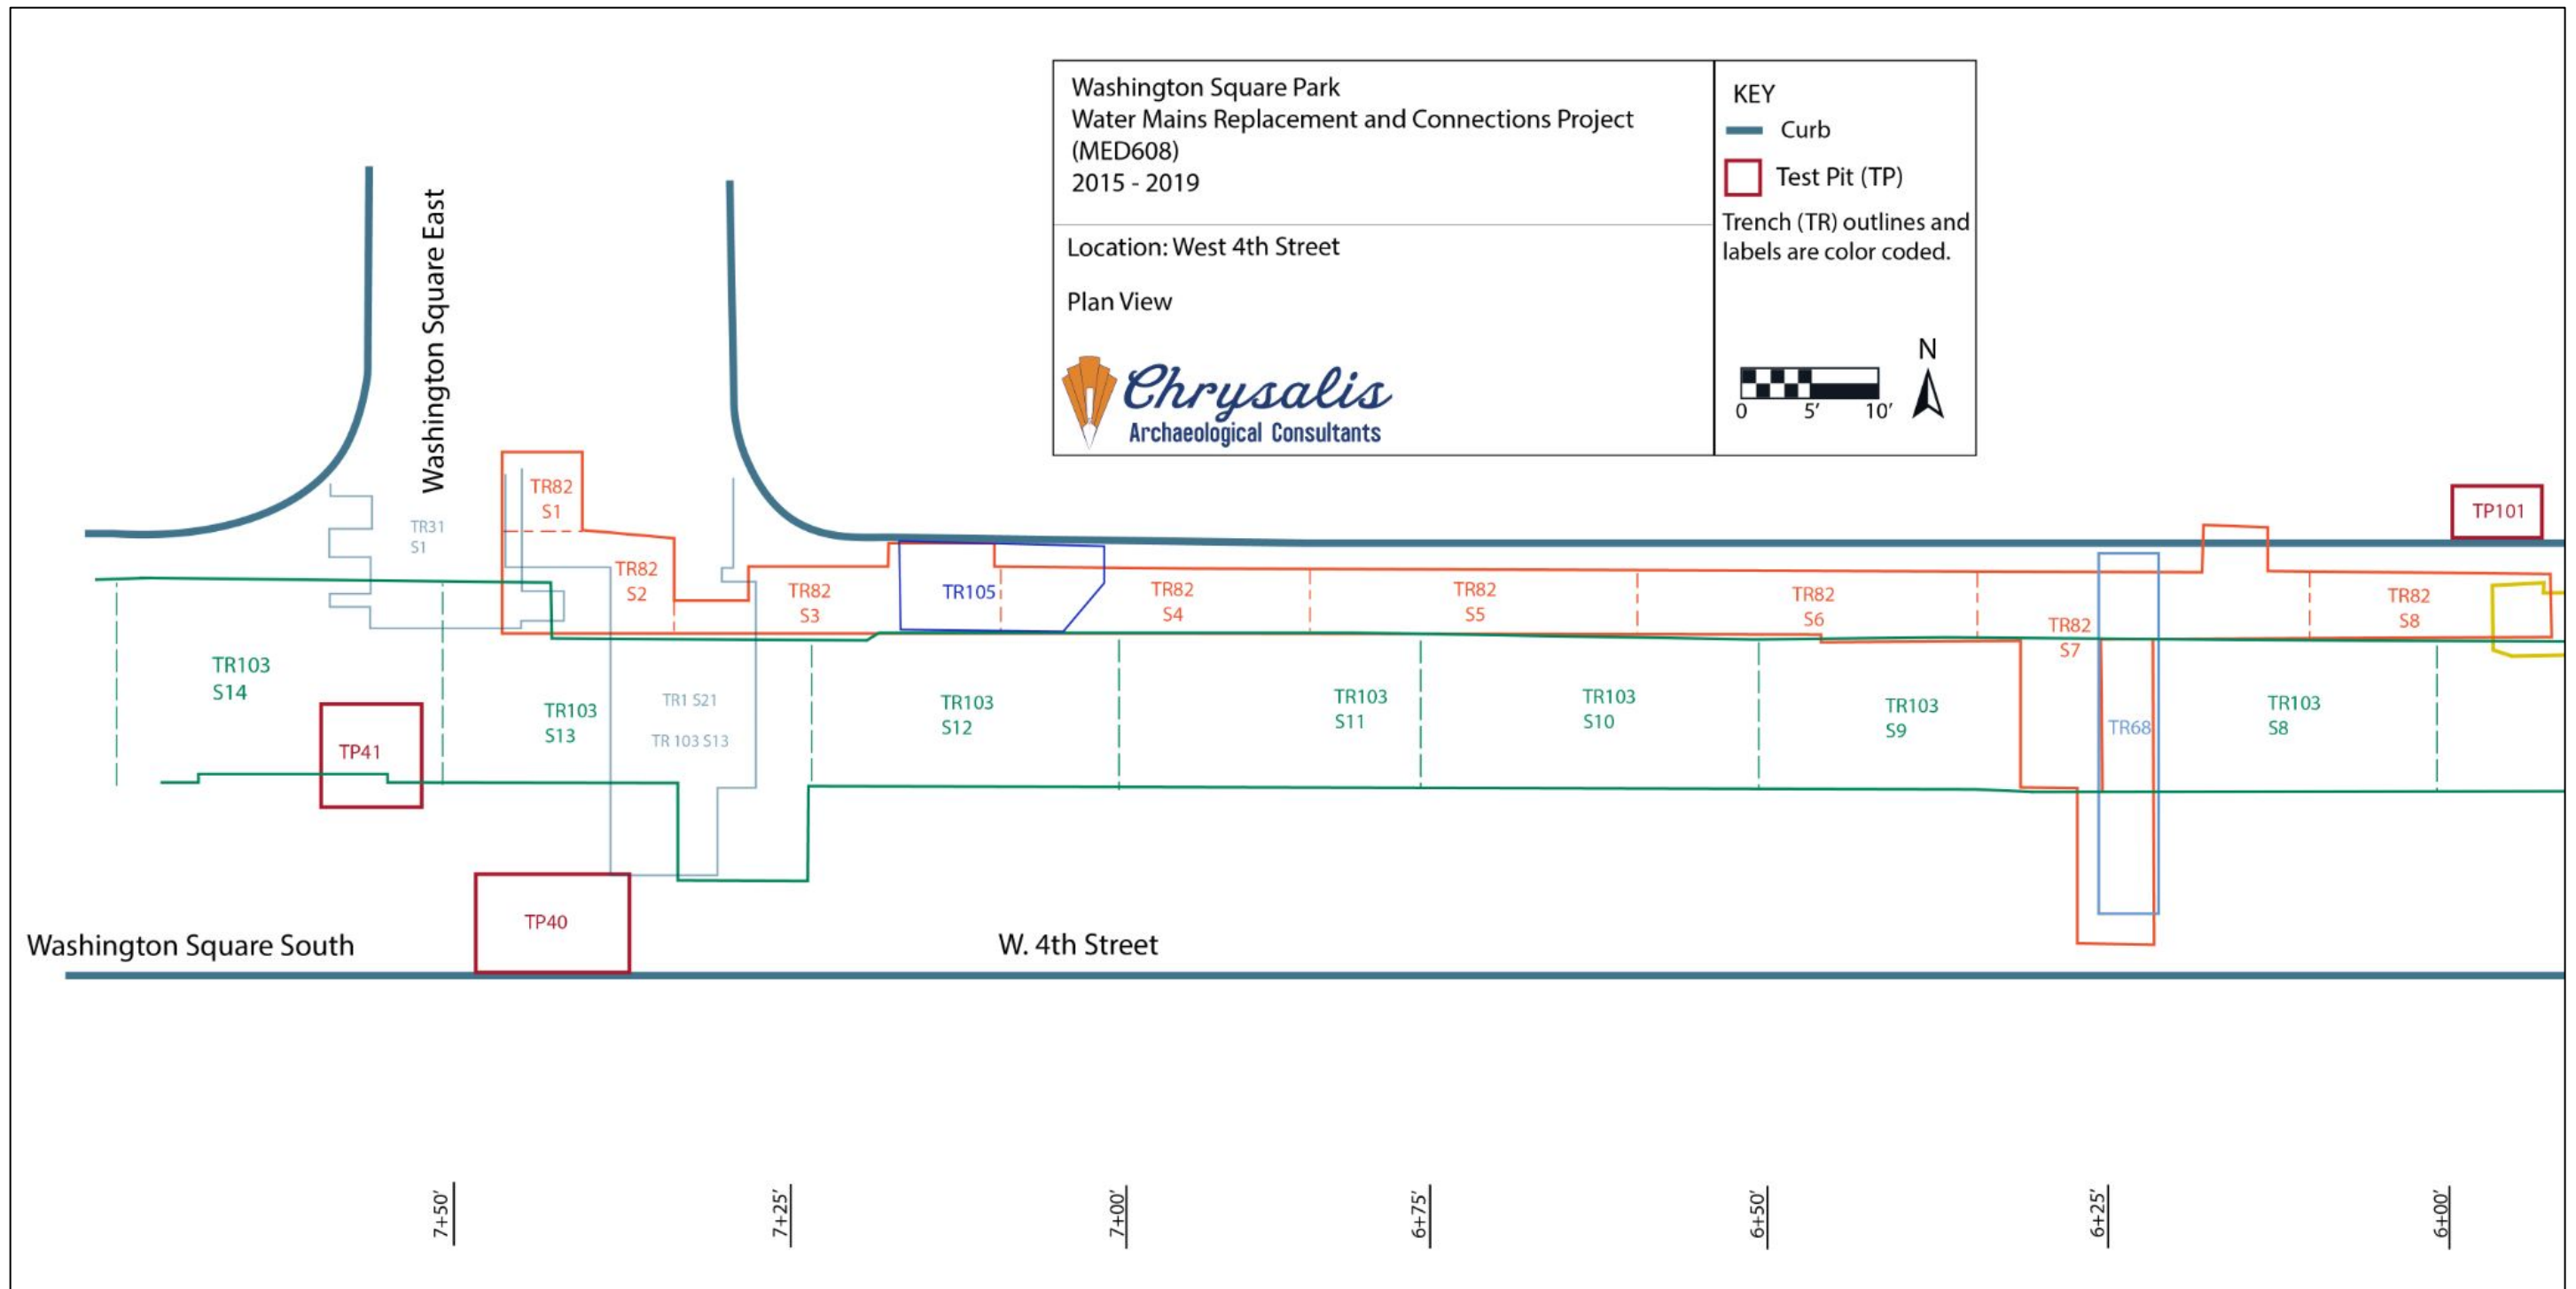 Washington Square Park
Water Mains Replacement and Connections Project
(MED608)
2015 - 2019
Location: West 4th Street
Plan View
Chrysalis
Archaeological Consultants
KEY
Curb
Test Pit (TP)
Trench (TR) outlines and
labels are color coded.
N
0 5' 10'
Washington Square East
TR31
S1
TR82
S1
TR82
S2
TR82
S3
TR105
TR82
S4
TR82
S5
TR82
S6
TR82
S7
TR82
S8
TP101
TR103
S14
TP41
TR103
S13
TR1 S21
TR 103 S13
TR103
S12
TR103
S11
TR103
S10
TR103
S9
TR68
TR103
S8
TP40
Washington Square South
W. 4th Street
7+50'
7+25'
7+00'
6+75'
6+50'
6+25'
6+00'